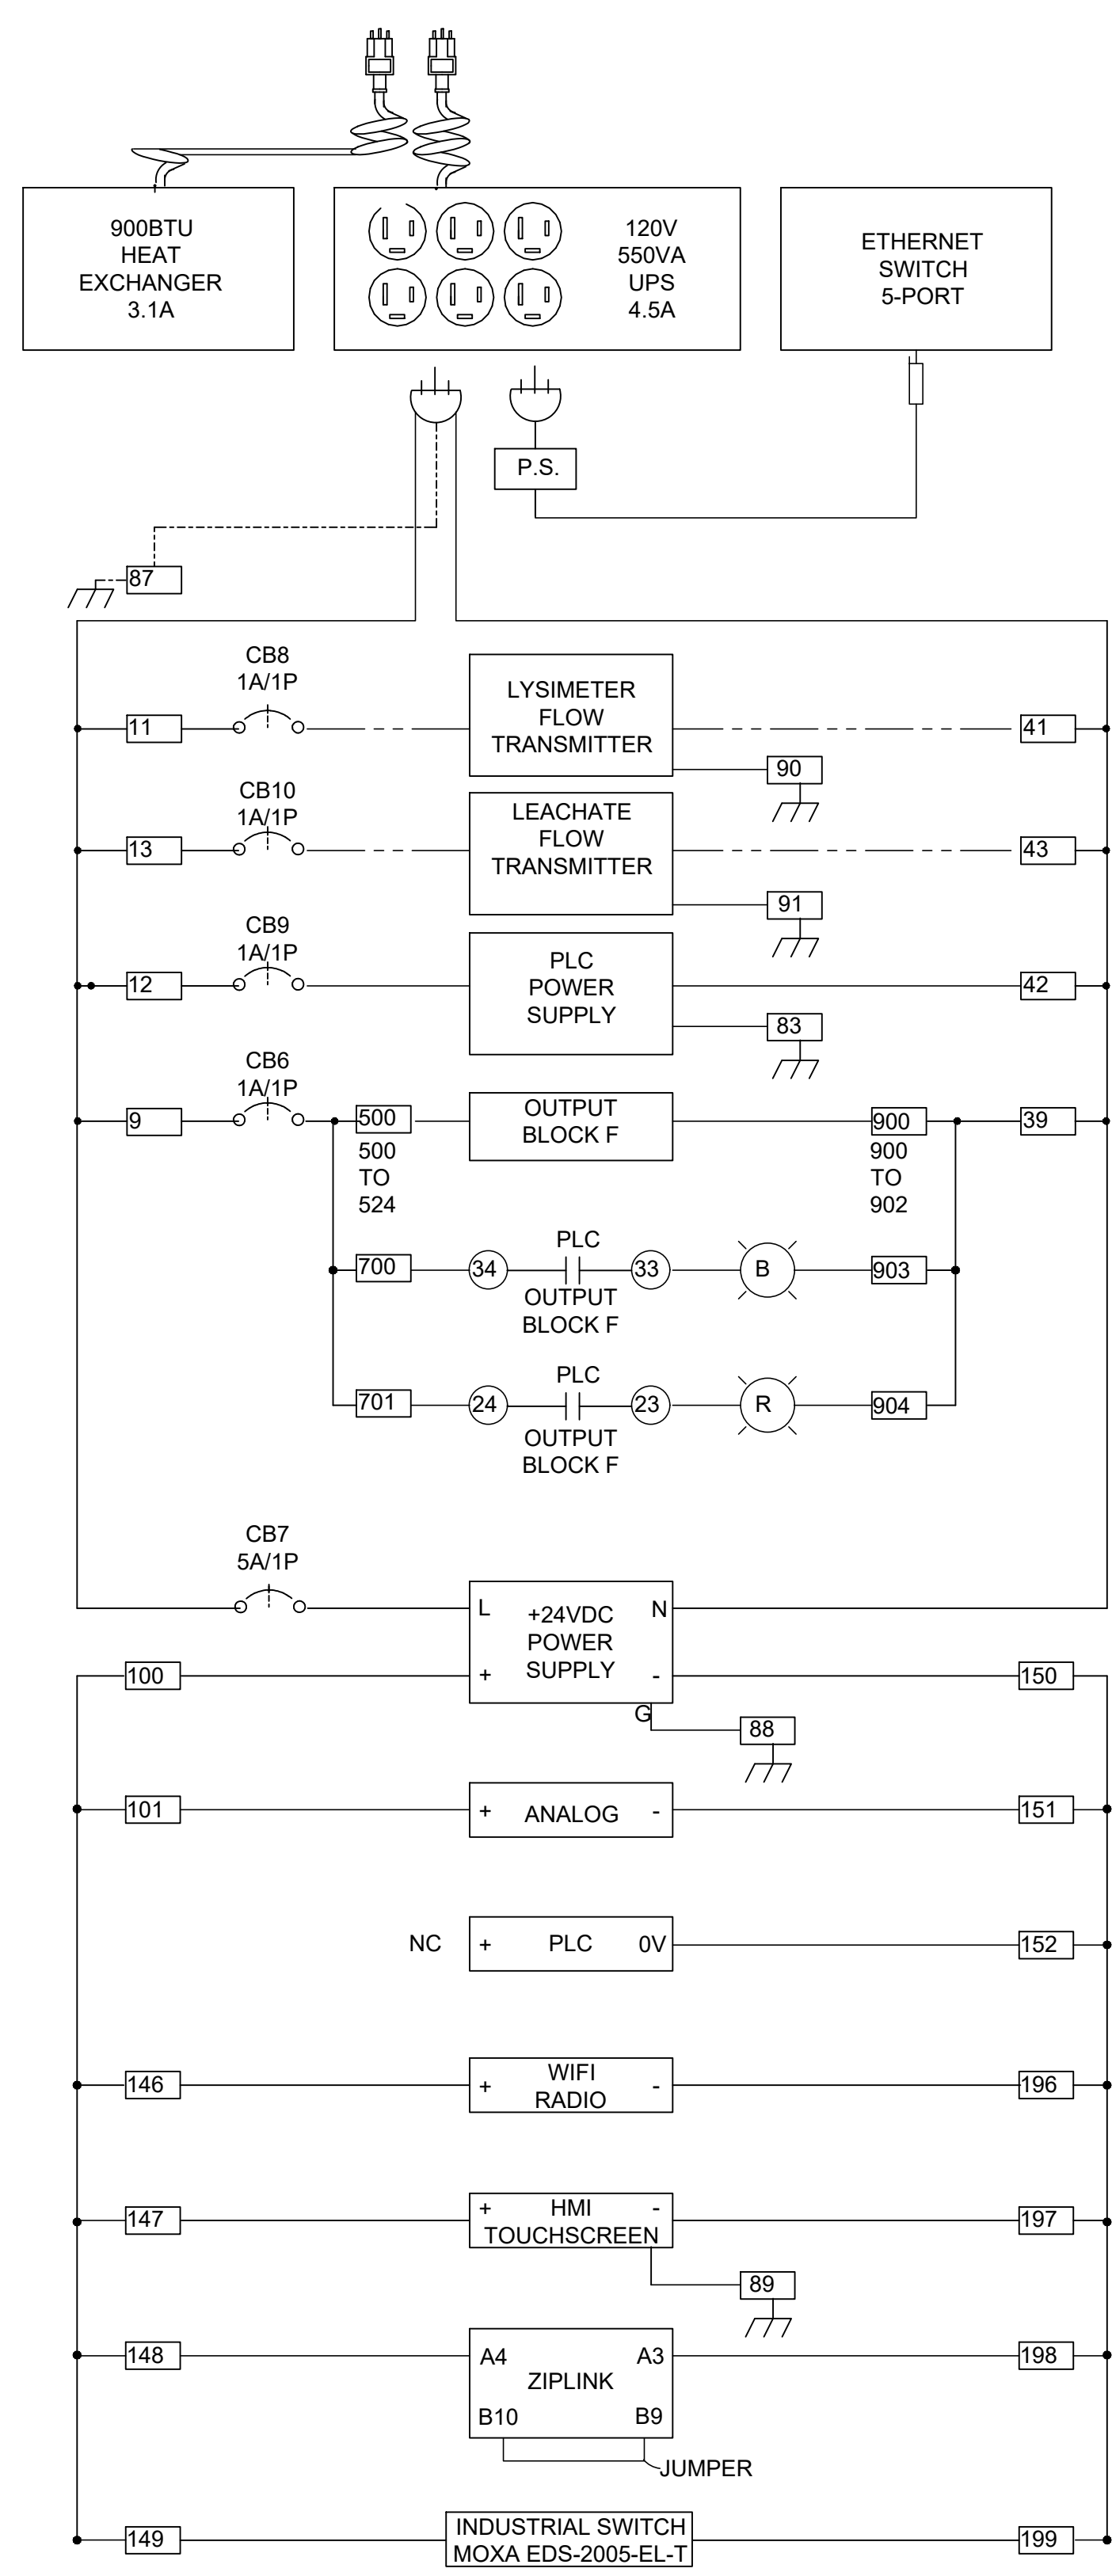 900BTU
HEAT
EXCHANGER
3.1A
120V
550VA
UPS
4.5A
ETHERNET
SWITCH
5-PORT
P.S.
87
CB8
1A/1P
11
LYSIMETER
FLOW
TRANSMITTER
41
90
CB10
1A/1P
13
LEACHATE
FLOW
TRANSMITTER
43
91
CB9
1A/1P
12
PLC
POWER
SUPPLY
42
83
CB6
1A/1P
9
500
500
TO
524
OUTPUT
BLOCK F
900
900
TO
902
39
700
34
PLC
OUTPUT
BLOCK F
33
B
903
701
24
PLC
OUTPUT
BLOCK F
23
R
904
CB7
5A/1P
L
+24VDC
POWER
SUPPLY
N
100
+
-
150
G
88
101
+ ANALOG -
151
NC
+ PLC 0V
152
146
+
WIFI
RADIO
-
196
147
+ HMI -
TOUCHSCREEN
197
89
148
A4
A3
ZIPLINK
B10
B9
198
JUMPER
149
INDUSTRIAL SWITCH
MOXA EDS-2005-EL-T
199